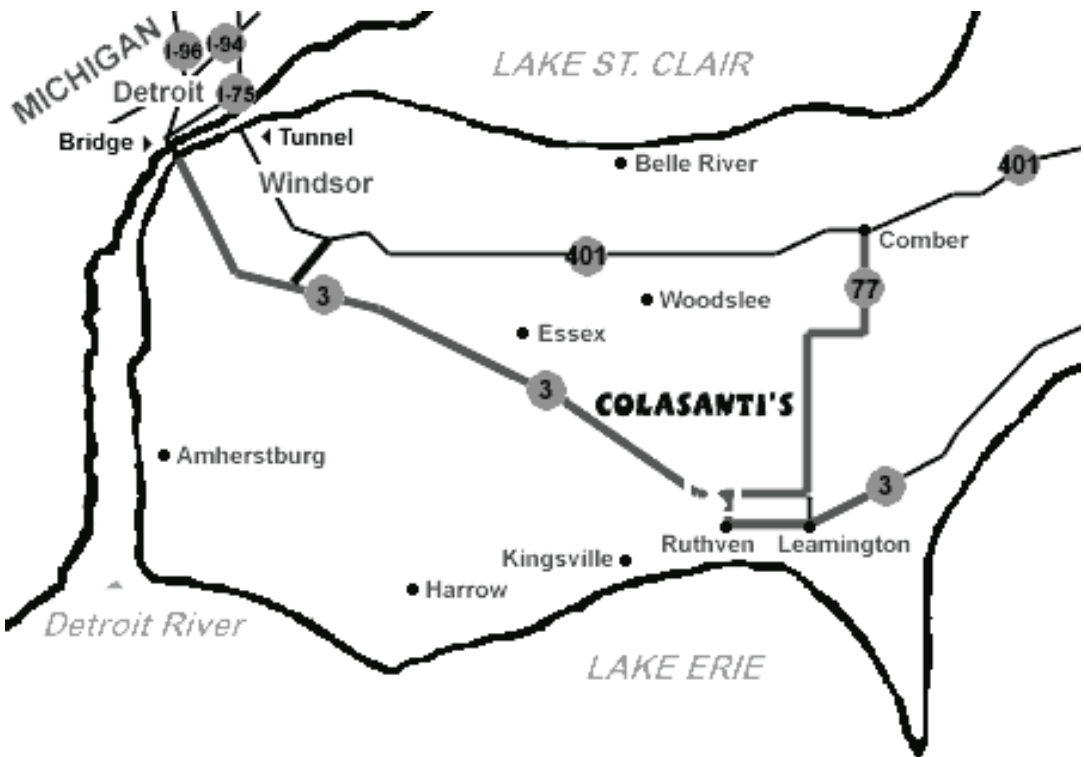 MICHIGAN
I-96
I-94
LAKE ST. CLAIR
Detroit
I-75
Bridge
Tunnel
Belle River
401
Windsor
Comber
401
77
3
Woodslee
Essex
3
COLASANTI'S
Amherstburg
3
Ruthven
Leamington
Kingsville
Harrow
Detroit River
LAKE ERIE